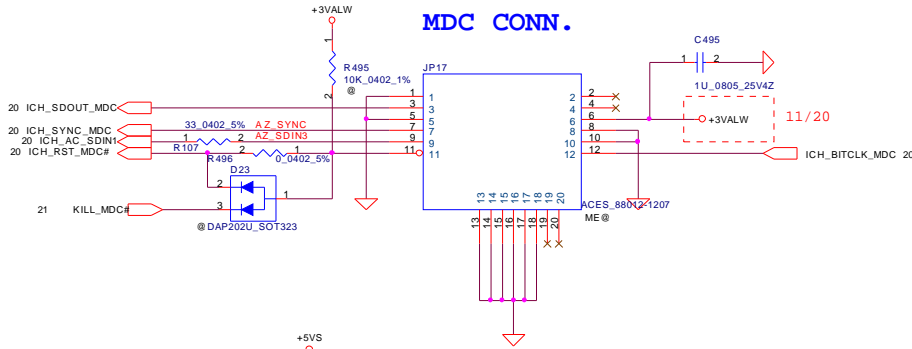 +3VALW
MDC CONN.
C495
1 2
1U_0805_25V4Z
1
R495
10K_0402_1%
@
2
JP17
11/20
+3VALW
1 1 2 2
20 ICH_SDOUT_MDC 3 3 4 4
5 5 6 6
20 ICH_SYNC_MDC 33_0402_5% AZ_SYNC 7 7 8 8
20 ICH_AC_SDIN1 1 2 AZ_SDIN3 9 9 10 10
20 ICH_RST_MDC# R107 2 1 11 11 12 12 ICH_BITCLK_MDC 20
R496 0_0402_5%
D23
2 1
3
21 KILL_MDC#
@ DAP202U_SOT323
13 14 15 16 17 18 19 20
13 14 15 16 17 18 19 20
ACES_88012-1207
ME@
+5VS